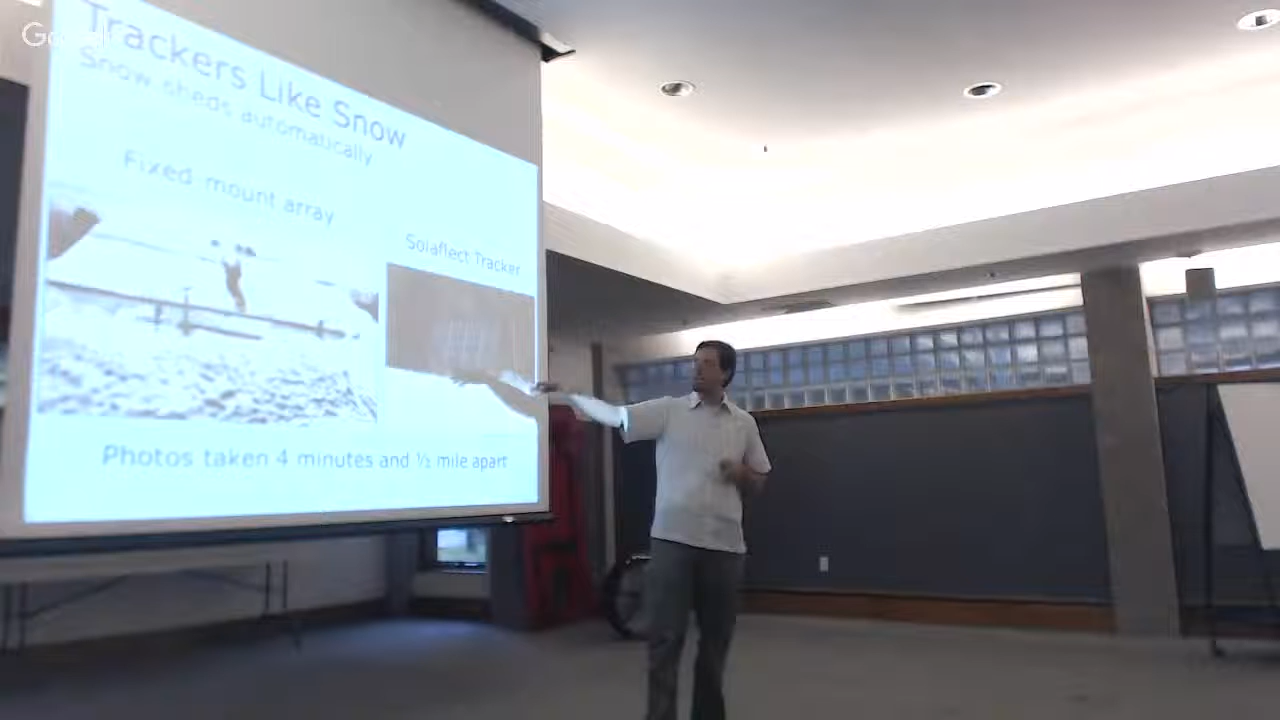 Trackers Like Snow
Snow sheds automatically
Fixed mount array
Solaflect Tracker
Photos taken 4 minutes and ½ mile apart